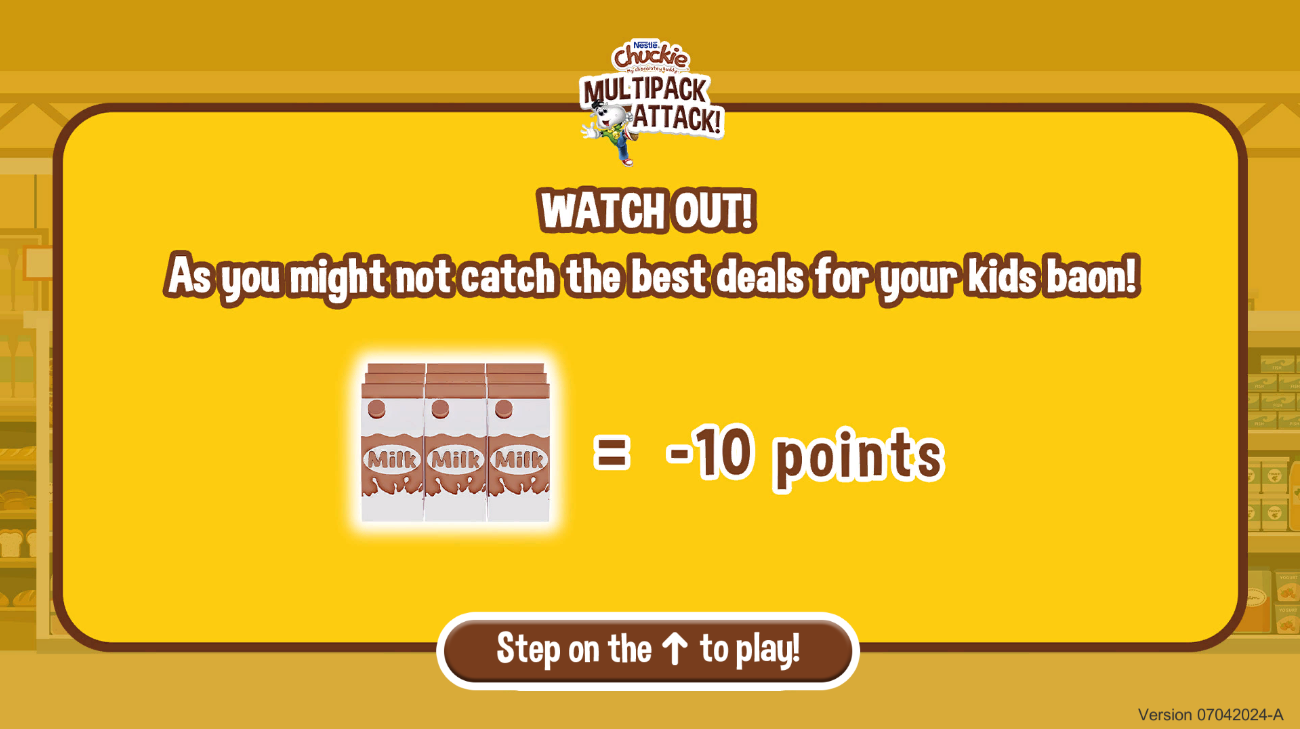 Nestlé
Chuckie
MULTIPACK
ATTACK!
WATCH OUT!
As you might not catch the best deals for your kids baon!
Milk Milk Milk
= -10 points
Step on the ↑ to play!
Version 07042024-A